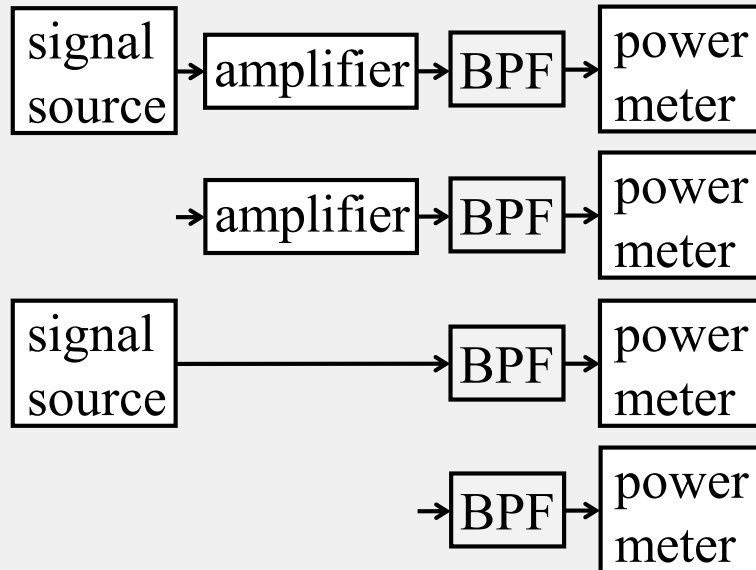 signal
source
amplifier
BPF
power
meter
amplifier
BPF
power
meter
signal
source
BPF
power
meter
BPF
power
meter